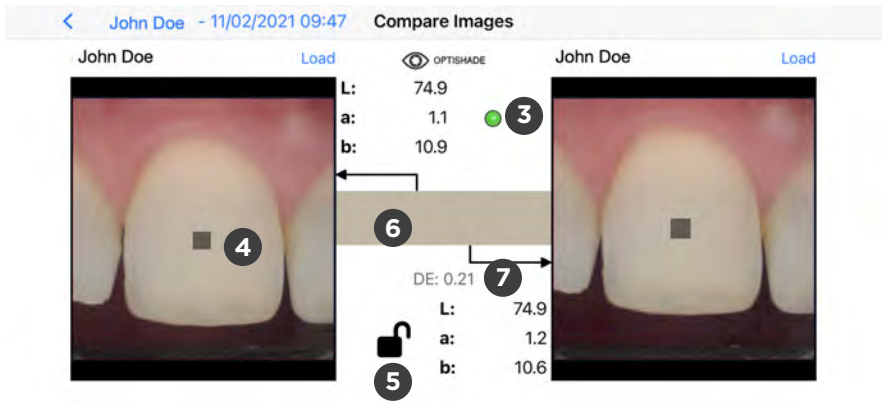 John Doe - 11/02/2021 09:47 Compare Images
John Doe Load
OPTISHADE
John Doe Load
L: 74.9
a: 1.1
3
b: 10.9
4
6
7
DE: 0.21
L: 74.9
a: 1.2
b: 10.6
5